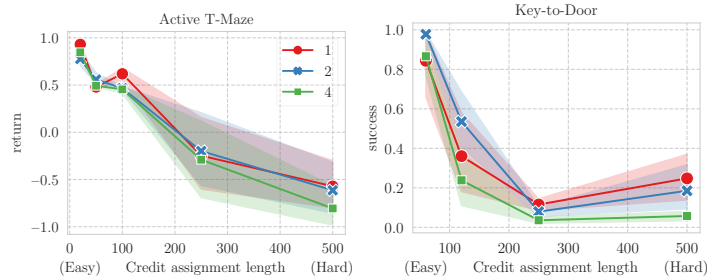 Active T-Maze
1.0
0.5
0.0
−0.5
−1.0
return
1
2
4
0
100
200
300
400
500
(Easy)
Credit assignment length
(Hard)
Key-to-Door
1.0
0.8
0.6
0.4
0.2
0.0
success
100
200
300
400
500
(Easy)
Credit assignment length
(Hard)